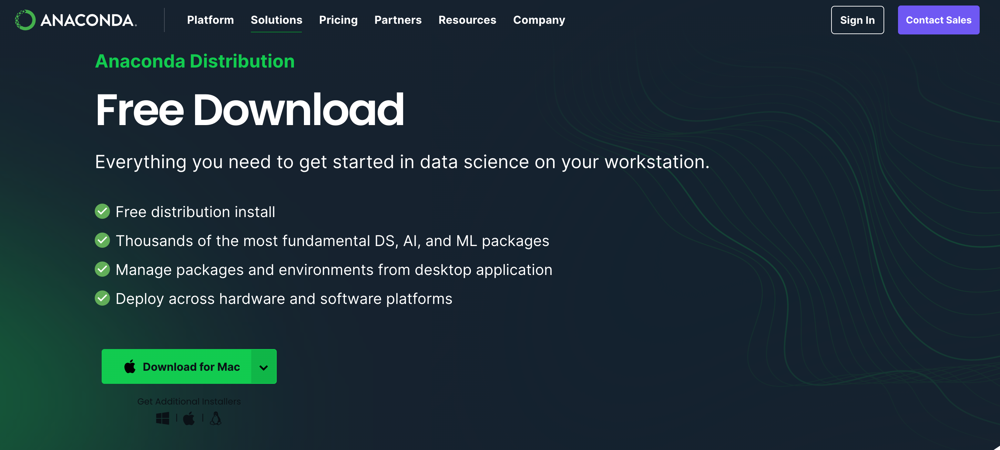 ANACONDA.
Platform Solutions Pricing Partners Resources Company Sign In Contact Sales
Anaconda Distribution
Free Download
Everything you need to get started in data science on your workstation.
Free distribution install
Thousands of the most fundamental DS, AI, and ML packages
Manage packages and environments from desktop application
Deploy across hardware and software platforms
Download for Mac
Get Additional Installers